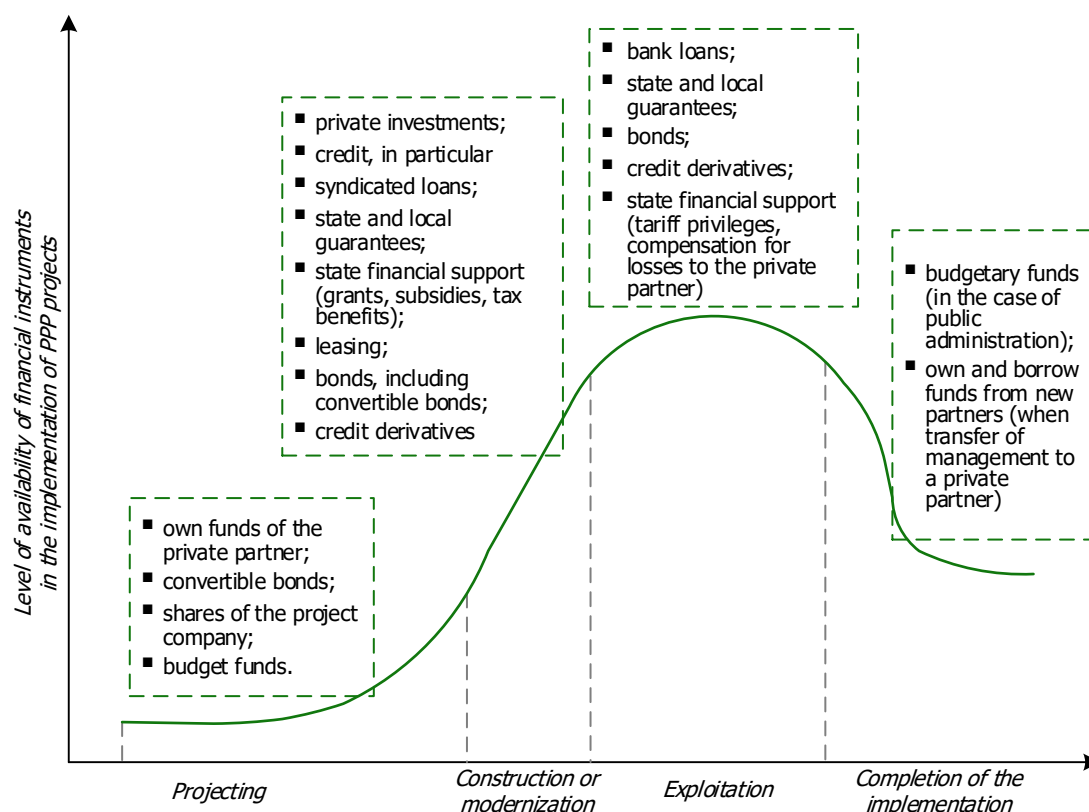 Level of availability of financial instruments
in the implementation of PPP projects
■ own funds of the
private partner;
■ convertible bonds;
■ shares of the project
company;
■ budget funds.
■ private investments;
■ credit, in particular
■ syndicated loans;
■ state and local
guarantees;
■ state financial support
(grants, subsidies, tax
benefits);
■ leasing;
■ bonds, including
convertible bonds;
■ credit derivatives
■ bank loans;
■ state and local
guarantees;
■ bonds;
■ credit derivatives;
■ state financial support
(tariff privileges,
compensation for
losses to the private
partner)
■ budgetary funds
(in the case of
public
administration);
■ own and borrow
funds from new
partners (when
transfer of
management to
a private
partner)
Projecting
Construction or
modernization
Exploitation
Completion of the
implementation